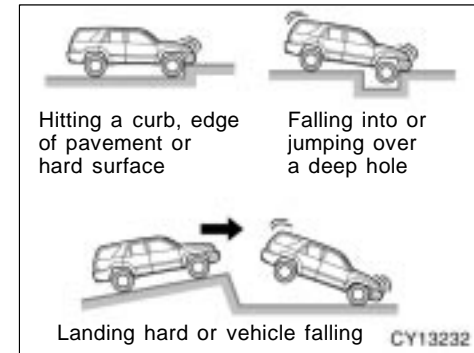 Hitting a curb, edge
of pavement or
hard surface
Falling into or
jumping over
a deep hole
Landing hard or vehicle falling
CY13232